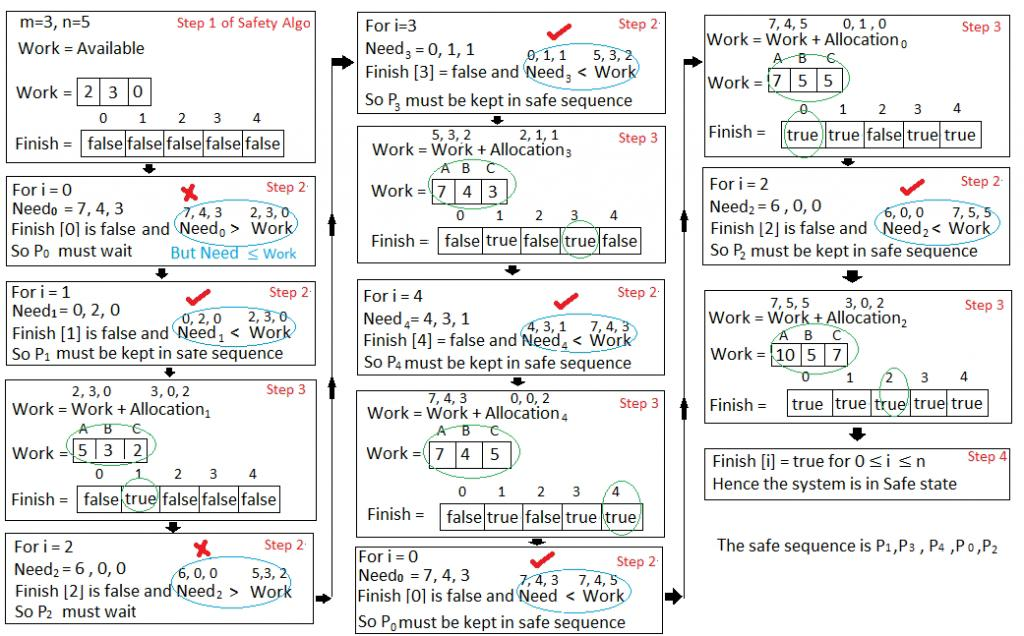 m=3, n=5 Step 1 of Safety Algo
Work = Available
Work = 2 3 0
0 1 2 3 4
Finish = false false false false false
For i = 0 Step 2
Need0 = 7, 4, 3
7, 4, 3 2, 3, 0
Finish [0] is false and Need0 > Work
So P0 must wait But Need ≤ Work
For i = 1 Step 2
Need1 = 0, 2, 0
0, 2, 0 2, 3, 0
Finish [1] is false and Need1 < Work
So P1 must be kept in safe sequence
2, 3, 0 3, 0, 2 Step 3
Work = Work + Allocation1
A B C
Work = 5 3 2
0 1 2 3 4
Finish = false true false false false
For i = 2 Step 2
Need2 = 6 , 0, 0
6, 0, 0 5,3, 2
Finish [2] is false and Need2 > Work
So P2 must wait
For i=3 Step 2
Need3 = 0, 1, 1
0, 1, 1 5, 3, 2
Finish [3] = false and Need3 < Work
So P3 must be kept in safe sequence
5, 3, 2 2, 1, 1 Step 3
Work = Work + Allocation3
A B C
Work = 7 4 3
0 1 2 3 4
Finish = false true false true false
For i = 4 Step 2
Need4 = 4, 3, 1
4, 3, 1 7, 4, 3
Finish [4] = false and Need4 < Work
So P4 must be kept in safe sequence
7, 4, 3 0, 0, 2 Step 3
Work = Work + Allocation4
A B C
Work = 7 4 5
0 1 2 3 4
Finish = false true false true true
For i = 0 Step 2
Need0 = 7, 4, 3
7, 4, 3 7, 4, 5
Finish [0] is false and Need < Work
So P0 must be kept in safe sequence
7, 4, 5 0, 1 , 0 Step 3
Work = Work + Allocation0
A B C
Work = 7 5 5
0 1 2 3 4
Finish = true true false true true
For i = 2 Step 2
Need2 = 6 , 0, 0
6, 0, 0 7, 5, 5
Finish [2] is false and Need2 < Work
So P2 must be kept in safe sequence
7, 5, 5 3, 0, 2 Step 3
Work = Work + Allocation2
A B C
Work = 10 5 7
0 1 2 3 4
Finish = true true true true true
Finish [i] = true for 0 ≤ i ≤ n Step 4
Hence the system is in Safe state
The safe sequence is P1,P3 , P4 ,P0 ,P2